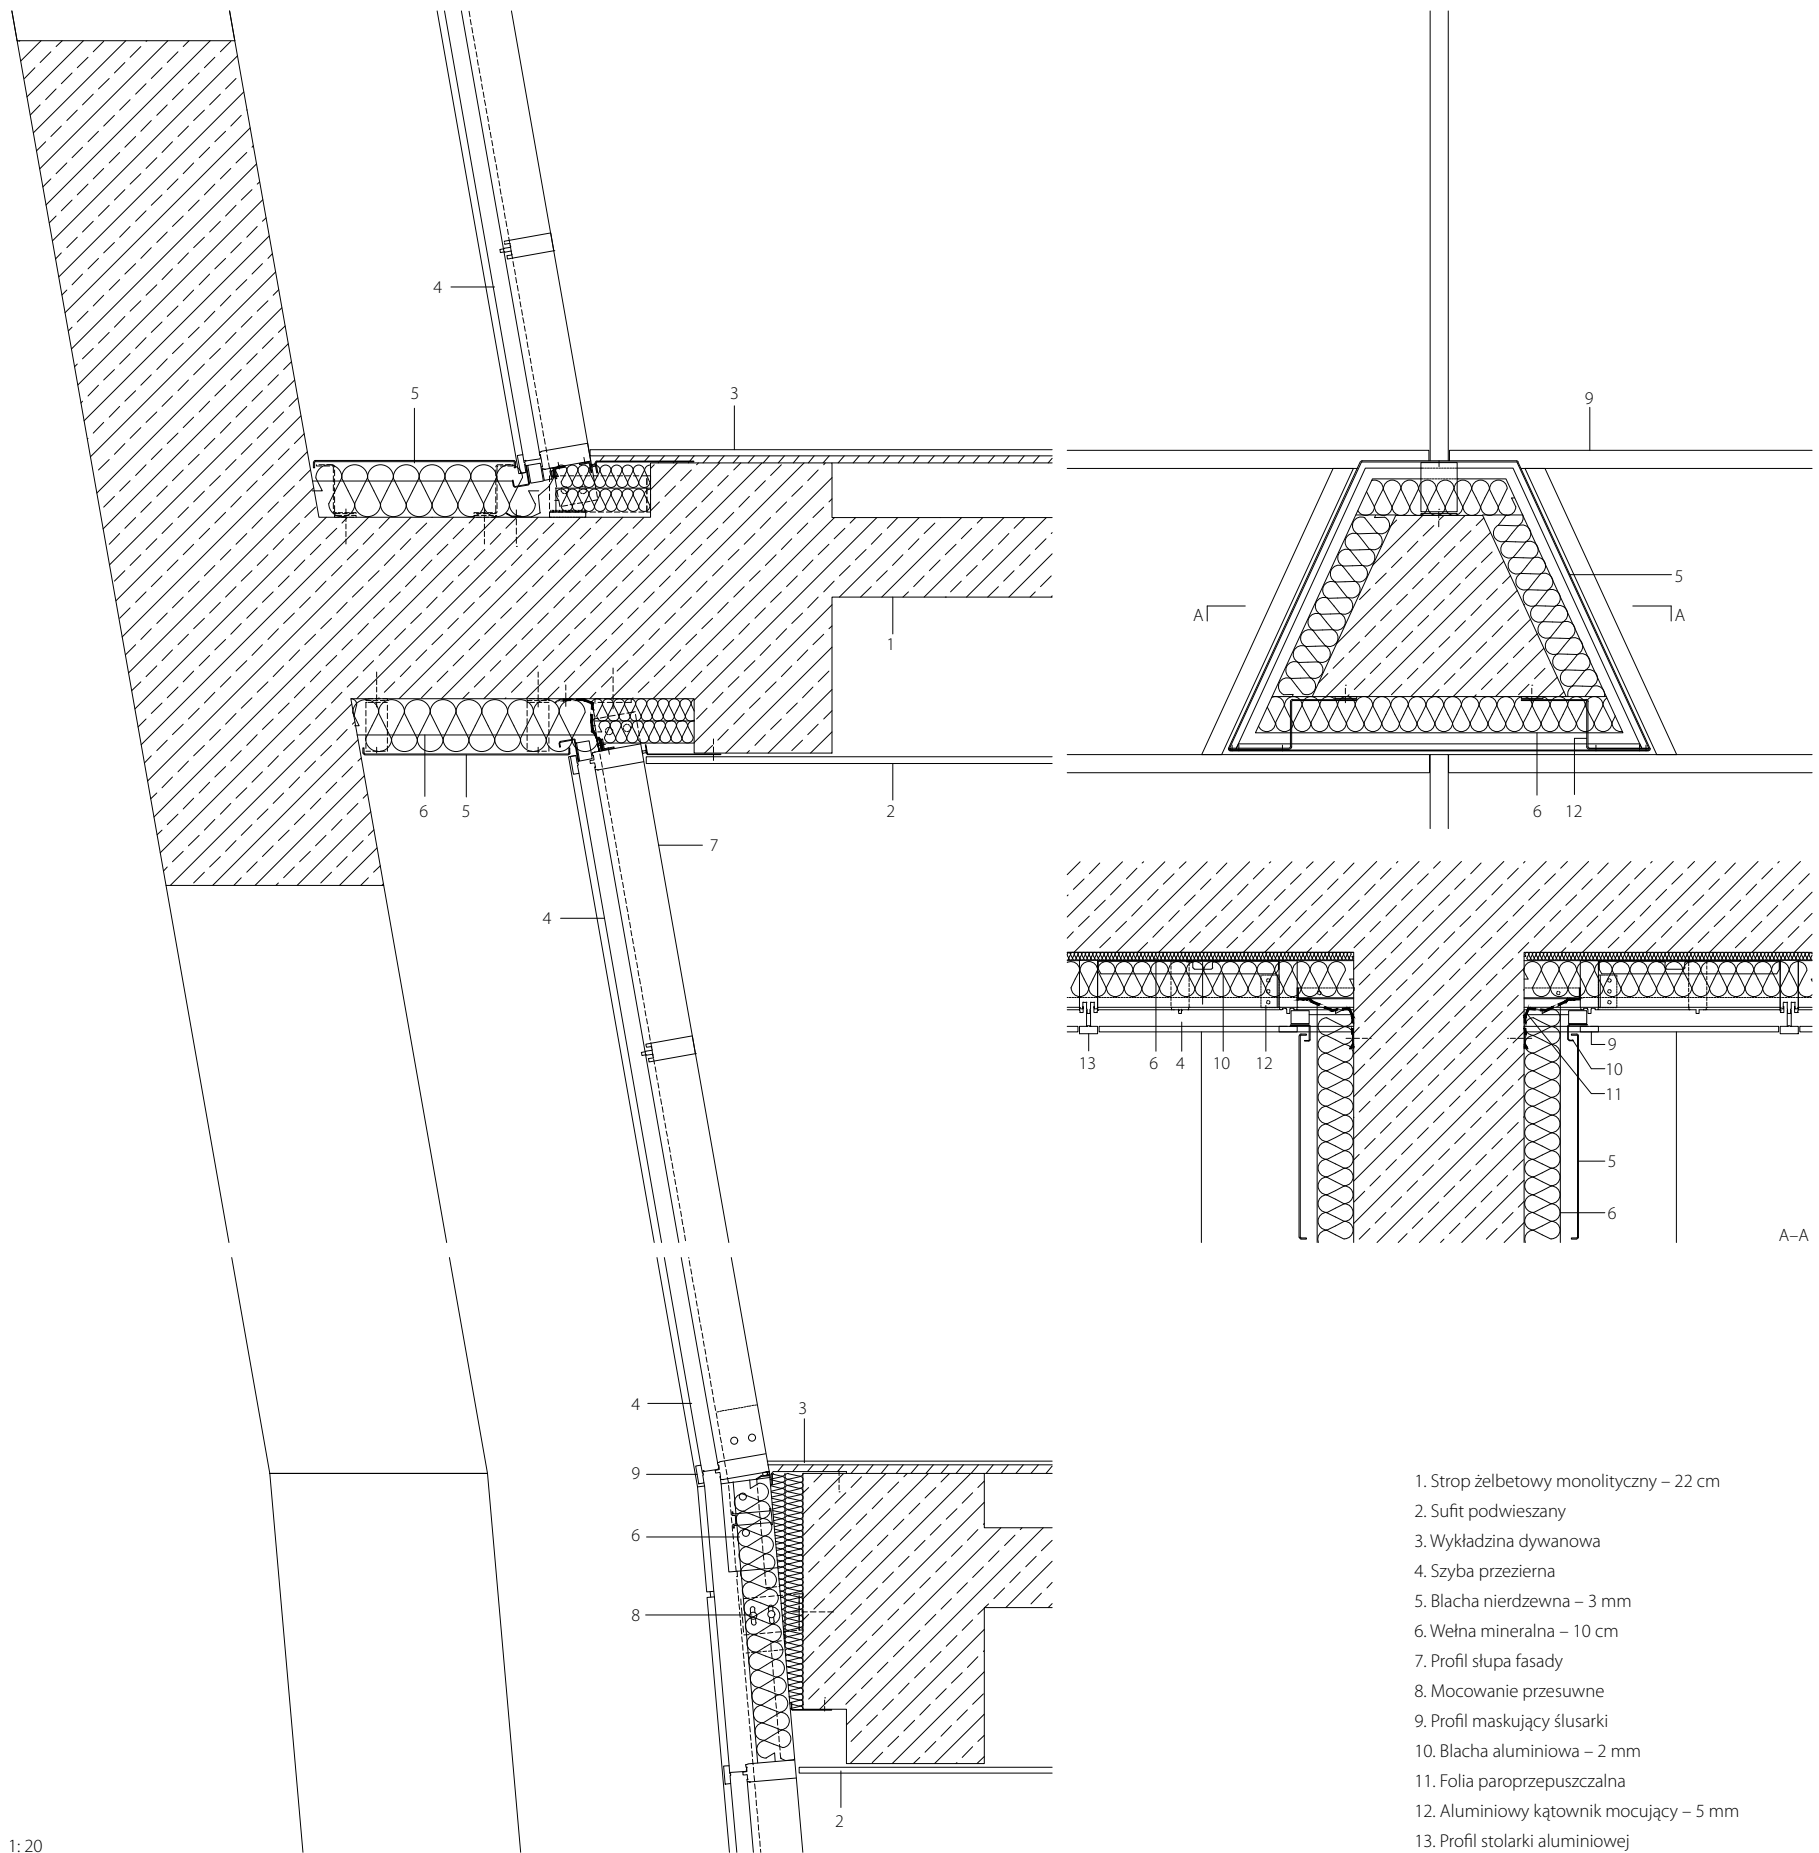 4
5
3
9
5
A
A
1
6
5
2
6
12
7
4
13
6
4
10
12
9
10
11
5
6
A–A
4
3
9
6
8
2
1. Strop żelbetowy monolityczny – 22 cm
2. Sufit podwieszany
3. Wykładzina dywanowa
4. Szyba przezierna
5. Blacha nierdzewna – 3 mm
6. Wełna mineralna – 10 cm
7. Profil słupa fasady
8. Mocowanie przesuwne
9. Profil maskujący ślusarki
10. Blacha aluminiowa – 2 mm
11. Folia paroprzepuszczalna
12. Aluminiowy kątownik mocujący – 5 mm
13. Profil stolarki aluminiowej
1: 20